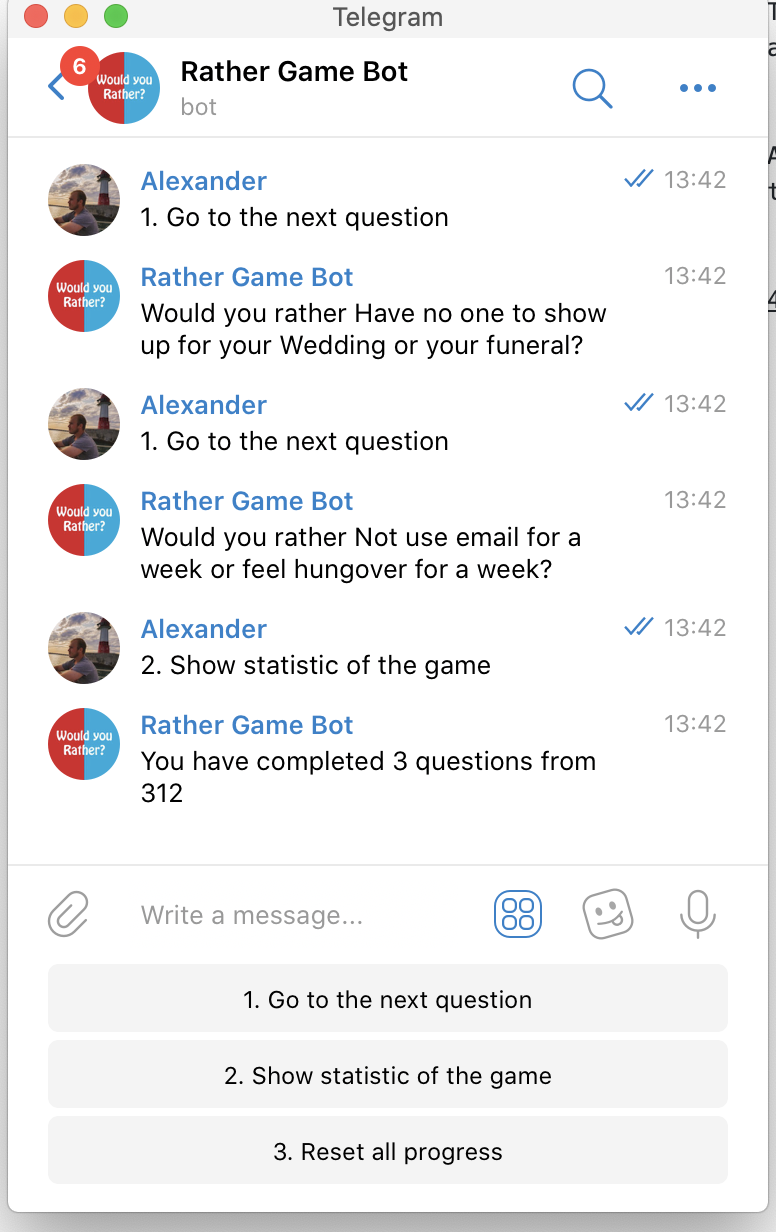 Telegram
6
Would you
Rather?
Rather Game Bot
bot
Alexander
13:42
1. Go to the next question
Would you
Rather?
Rather Game Bot
13:42
Would you rather Have no one to show
up for your Wedding or your funeral?
Alexander
13:42
1. Go to the next question
Would you
Rather?
Rather Game Bot
13:42
Would you rather Not use email for a
week or feel hungover for a week?
Alexander
13:42
2. Show statistic of the game
Would you
Rather?
Rather Game Bot
13:42
You have completed 3 questions from
312
Write a message...
1. Go to the next question
2. Show statistic of the game
3. Reset all progress